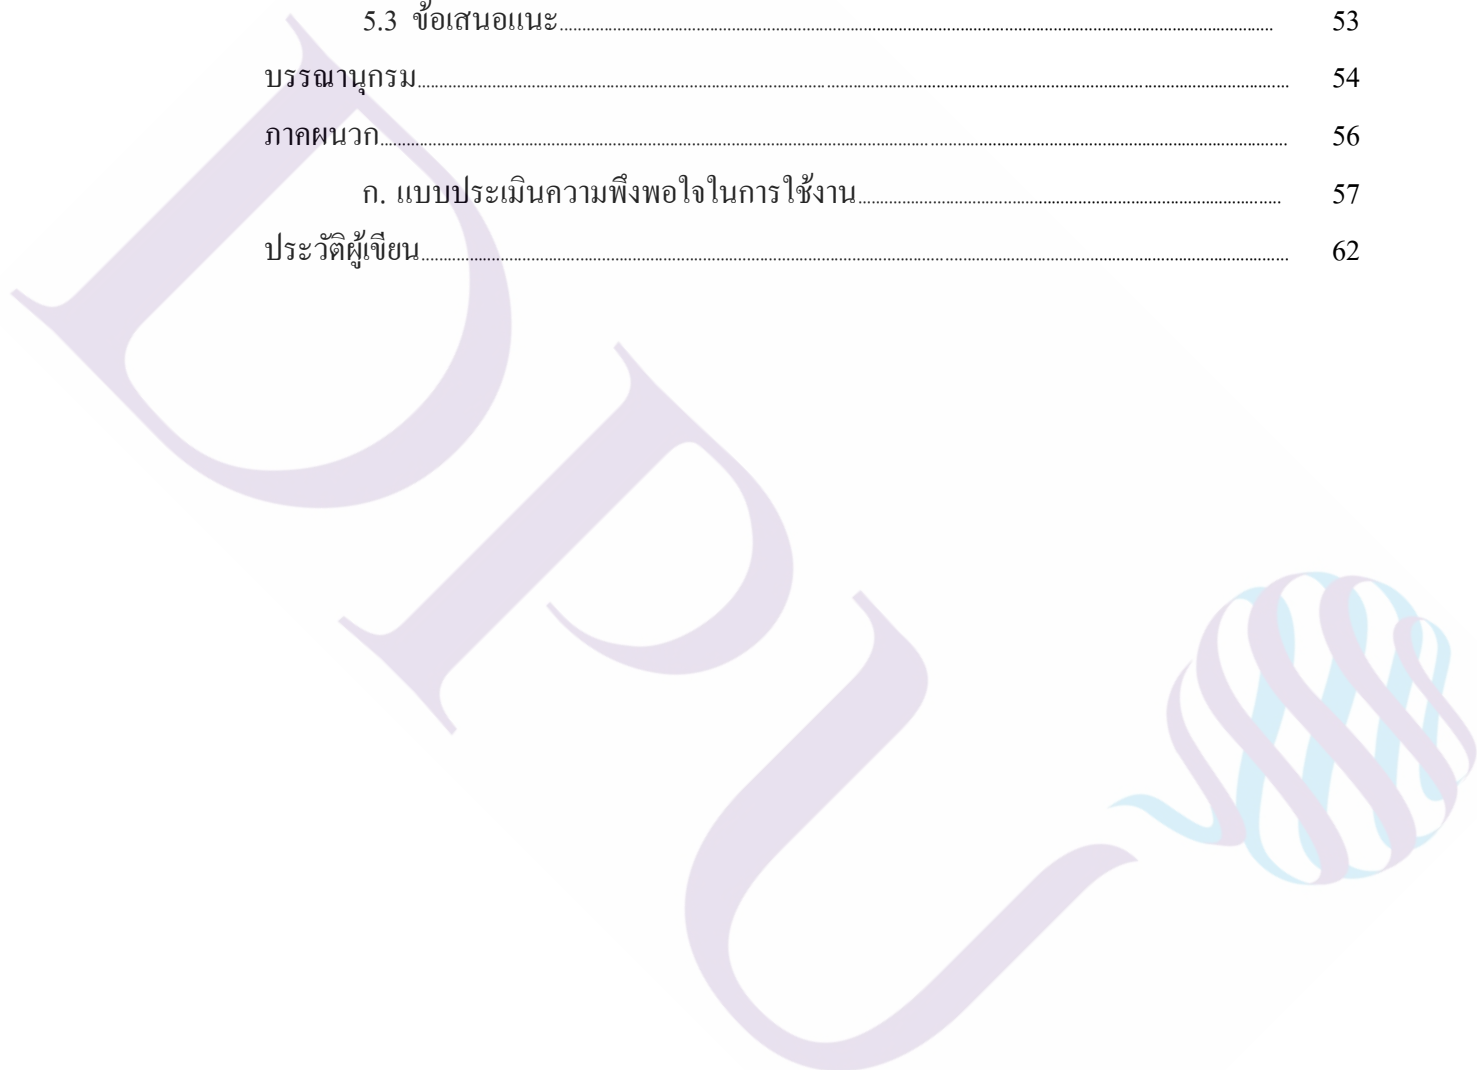 5.3 ข้อเสนอแนะ........................................ 53
บรรณานุกรม........................................ 54
ภาคผนวก........................................ 56
ก. แบบประเมินความพึงพอใจในการใช้งาน........................................ 57
ประวัติผู้เขียน........................................ 62
DPU